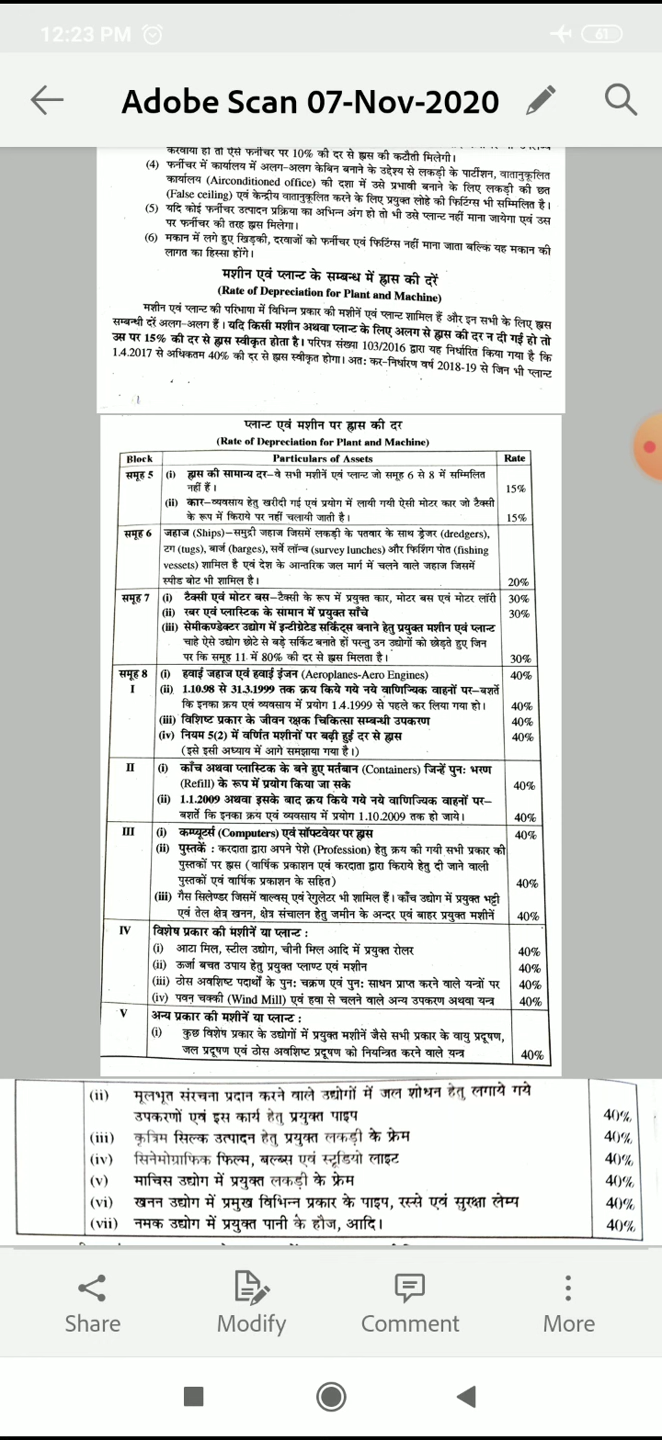 12:23 PM
61
Adobe Scan 07-Nov-2020
करवाया हो तो ऐसे फर्नीचर पर 10% की दर से ह्रास की कटौती मिलेगी।
(4) फर्नीचर में कार्यालय में अलग-अलग केबिन बनाने के उद्देश्य से लकड़ी के पार्टीशन, वातानुकूलित
कार्यालय (Airconditioned office) की दशा में उसे प्रभावी बनाने के लिए लकड़ी की छत
(False ceiling) एवं केन्द्रीय वातानुकूलित करने के लिए प्रयुक्त लोहे की फिटिंग्स भी सम्मिलित है।
(5) यदि कोई फर्नीचर उत्पादन प्रक्रिया का अभिन्न अंग हो तो भी उसे प्लान्ट नहीं माना जायेगा एवं उस
पर फर्नीचर की तरह ह्रास मिलेगा।
(6) मकान में लगे हुए खिड़की, दरवाजों को फर्नीचर एवं फिटिंग्स नहीं माना जाता बल्कि यह मकान की
लागत का हिस्सा होंगे।
मशीन एवं प्लान्ट के सम्बन्ध में ह्रास की दरें
(Rate of Depreciation for Plant and Machinery)
मशीन एवं प्लान्ट की परिभाषा में विभिन्न प्रकार की मशीनें एवं प्लान्ट शामिल हैं और इन सभी के लिए ह्रास
सम्बन्धी दरें अलग-अलग हैं। यदि किसी मशीन अथवा प्लान्ट के लिए अलग से ह्रास की दर न दी गई हो तो
उस पर 15% की दर से ह्रास स्वीकृत होता है। परिपत्र संख्या 103/2016 द्वारा यह निर्धारित किया गया है कि
1.4.2017 से अधिकतम 40% की दर से ह्रास स्वीकृत होगा। अतः कर-निर्धारण वर्ष 2018-19 से जिन भी प्लान्ट
प्लान्ट एवं मशीन पर ह्रास की दर
(Rate of Depreciation for Plant and Machine)
Block Particulars of Assets Rate
समूह 5 (i) ह्रास की सामान्य दर–वे सभी मशीनें एवं प्लान्ट जो समूह 6 से 8 में सम्मिलित
नहीं हैं। 15%
(ii) कार–व्यवसाय हेतु खरीदी गई एवं प्रयोग में लायी गयी ऐसी मोटर कार जो टैक्सी
के रूप में किराये पर नहीं चलायी जाती है। 15%
समूह 6 जहाज (Ships)–समुद्री जहाज जिसमें लकड़ी के पतवार के साथ ड्रेजर (dredgers),
टग (tugs), बार्ज (barges), सर्वे लॉन्च (survey lunches) और फिशिंग पोत (fishing
vessets) शामिल है एवं देश के आन्तरिक जल मार्ग में चलने वाले जहाज जिसमें
स्पीड बोट भी शामिल है। 20%
समूह 7 (i) टैक्सी एवं मोटर बस–टैक्सी के रूप में प्रयुक्त कार, मोटर बस एवं मोटर लॉरी 30%
(ii) रबर एवं प्लास्टिक के सामान में प्रयुक्त साँचे 30%
(iii) सेमीकण्डेक्टर उद्योग में इन्टीग्रेटेड सर्किट्स बनाने हेतु प्रयुक्त मशीन एवं प्लान्ट
चाहे ऐसे उद्योग छोटे से बड़े सर्किट बनाते हों परन्तु उन उद्योगों को छोड़ते हुए जिन
पर कि समूह 11 में 80% की दर से ह्रास मिलता है। 30%
समूह 8 (i) हवाई जहाज एवं हवाई इंजन (Aeroplanes-Aero Engines) 40%
I (ii) 1.10.98 से 31.3.1999 तक क्रय किये गये नये वाणिज्यिक वाहनों पर–बशर्ते
कि इनका क्रय एवं व्यवसाय में प्रयोग 1.4.1999 से पहले कर लिया गया हो। 40%
(iii) विशिष्ट प्रकार के जीवन रक्षक चिकित्सा सम्बन्धी उपकरण 40%
(iv) नियम 5(2) में वर्णित मशीनों पर बढ़ी हुई दर से ह्रास 40%
(इसे इसी अध्याय में आगे समझाया गया है।)
II (i) काँच अथवा प्लास्टिक के बने हुए मर्तबान (Containers) जिन्हें पुनः भरण
(Refill) के रूप में प्रयोग किया जा सके 40%
(ii) 1.1.2009 अथवा इसके बाद क्रय किये गये नये वाणिज्यिक वाहनों पर–
बशर्ते कि इनका क्रय एवं व्यवसाय में प्रयोग 1.10.2009 तक हो जाये। 40%
III (i) कम्प्यूटर्स (Computers) एवं सॉफ्टवेयर पर ह्रास 40%
(ii) पुस्तकें : करदाता द्वारा अपने पेशे (Profession) हेतु क्रय की गयी सभी प्रकार की
पुस्तकों पर ह्रास (वार्षिक प्रकाशन एवं करदाता द्वारा किराये हेतु दी जाने वाली
पुस्तकों एवं वार्षिक प्रकाशन के सहित) 40%
(iii) गैस सिलेण्डर जिसमें वाल्वस् एवं रेगुलेटर भी शामिल हैं। काँच उद्योग में प्रयुक्त भट्टी
एवं तेल क्षेत्र खनन, क्षेत्र संचालन हेतु जमीन के अन्दर एवं बाहर प्रयुक्त मशीनें 40%
IV विशेष प्रकार की मशीनें या प्लान्ट :
(i) आटा मिल, स्टील उद्योग, चीनी मिल आदि में प्रयुक्त रोलर 40%
(ii) ऊर्जा बचत उपाय हेतु प्रयुक्त प्लाण्ट एवं मशीन 40%
(iii) ठोस अवशिष्ट पदार्थों के पुनः चक्रण एवं पुनः साधन प्राप्त करने वाले यन्त्रों पर 40%
(iv) पवन चक्की (Wind Mill) एवं हवा से चलने वाले अन्य उपकरण अथवा यन्त्र 40%
V अन्य प्रकार की मशीनें या प्लान्ट :
(i) कुछ विशेष प्रकार के उद्योगों में प्रयुक्त मशीनें जैसे सभी प्रकार के वायु प्रदूषण,
जल प्रदूषण एवं ठोस अवशिष्ट प्रदूषण को नियन्त्रित करने वाले यन्त्र 40%
(ii) मूलभूत संरचना प्रदान करने वाले उद्योगों में जल शोधन हेतु लगाये गये
उपकरणों एवं इस कार्य हेतु प्रयुक्त पाइप 40%
(iii) कृत्रिम सिल्क उत्पादन हेतु प्रयुक्त लकड़ी के फ्रेम 40%
(iv) सिनेमोग्राफिक फिल्म, बल्ब्स एवं स्टूडियो लाइट 40%
(v) माचिस उद्योग में प्रयुक्त लकड़ी के फ्रेम 40%
(vi) खनन उद्योग में प्रमुख विभिन्न प्रकार के पाइप, रस्से एवं सुरक्षा लेम्प 40%
(vii) नमक उद्योग में प्रयुक्त पानी के हौज, आदि। 40%
Share Modify Comment More